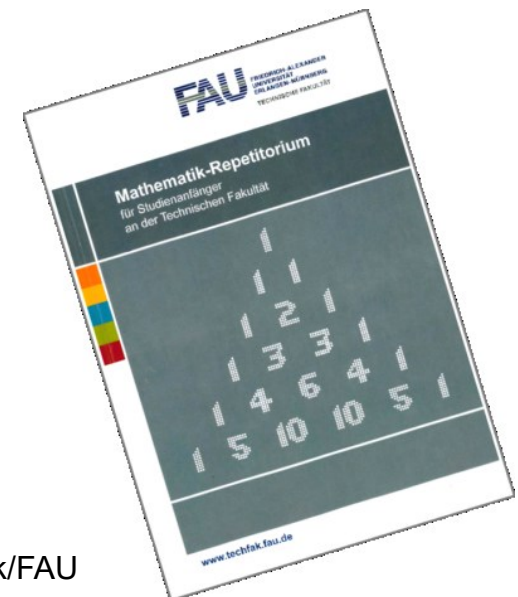 FAU
FRIEDRICH-ALEXANDER
UNIVERSITÄT
ERLANGEN-NÜRNBERG
TECHNISCHE FAKULTÄT
Mathematik-Repetitorium
für Studienanfänger
an der Technischen Fakultät
1
1 1
1 2 1
1 3 3 1
1 4 6 4 1
1 5 10 10 5 1
www.techfak.fau.de
k/FAU